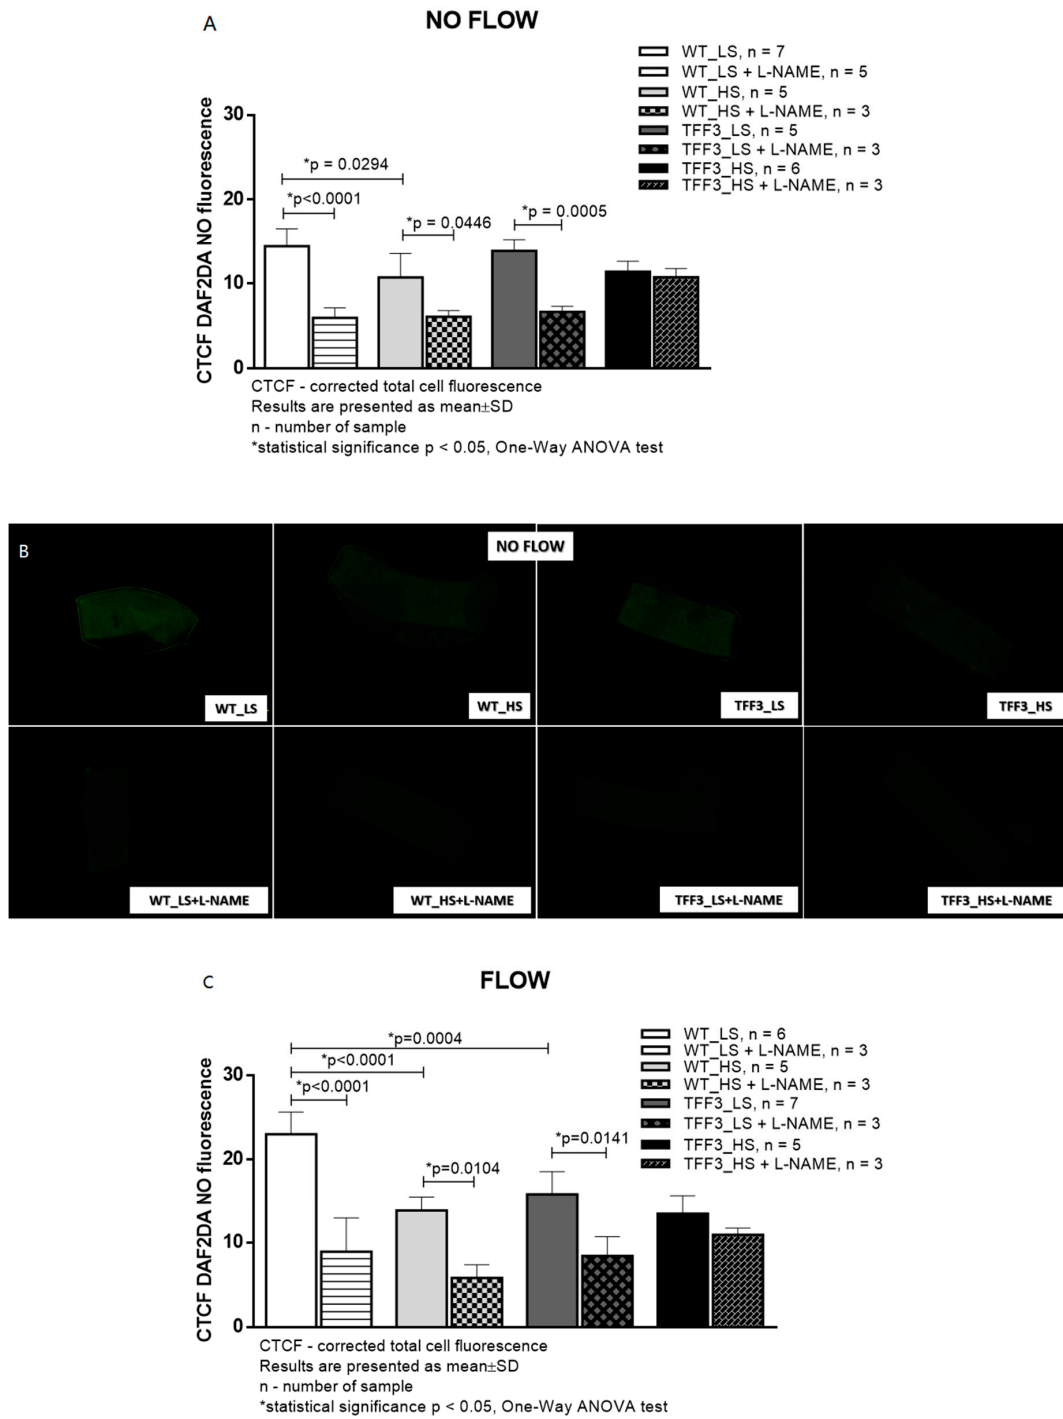 A
NO FLOW
WT_LS, n = 7
WT_LS + L-NAME, n = 5
WT_HS, n = 5
WT_HS + L-NAME, n = 3
TFF3_LS, n = 5
TFF3_LS + L-NAME, n = 3
TFF3_HS, n = 6
TFF3_HS + L-NAME, n = 3
CTCF DAF2DA NO fluorescence
30
20
10
0
*p = 0.0294
*p<0.0001
*p = 0.0446
*p = 0.0005
CTCF - corrected total cell fluorescence
Results are presented as mean±SD
n - number of sample
*statistical significance p < 0.05, One-Way ANOVA test
B
NO FLOW
WT_LS
WT_HS
TFF3_LS
TFF3_HS
WT_LS+L-NAME
WT_HS+L-NAME
TFF3_LS+L-NAME
TFF3_HS+L-NAME
C
FLOW
WT_LS, n = 6
WT_LS + L-NAME, n = 3
WT_HS, n = 5
WT_HS + L-NAME, n = 3
TFF3_LS, n = 7
TFF3_LS + L-NAME, n = 3
TFF3_HS, n = 5
TFF3_HS + L-NAME, n = 3
CTCF DAF2DA NO fluorescence
30
20
10
0
*p=0.0004
*p<0.0001
*p<0.0001
*p=0.0104
*p=0.0141
CTCF - corrected total cell fluorescence
Results are presented as mean±SD
n - number of sample
*statistical significance p < 0.05, One-Way ANOVA test